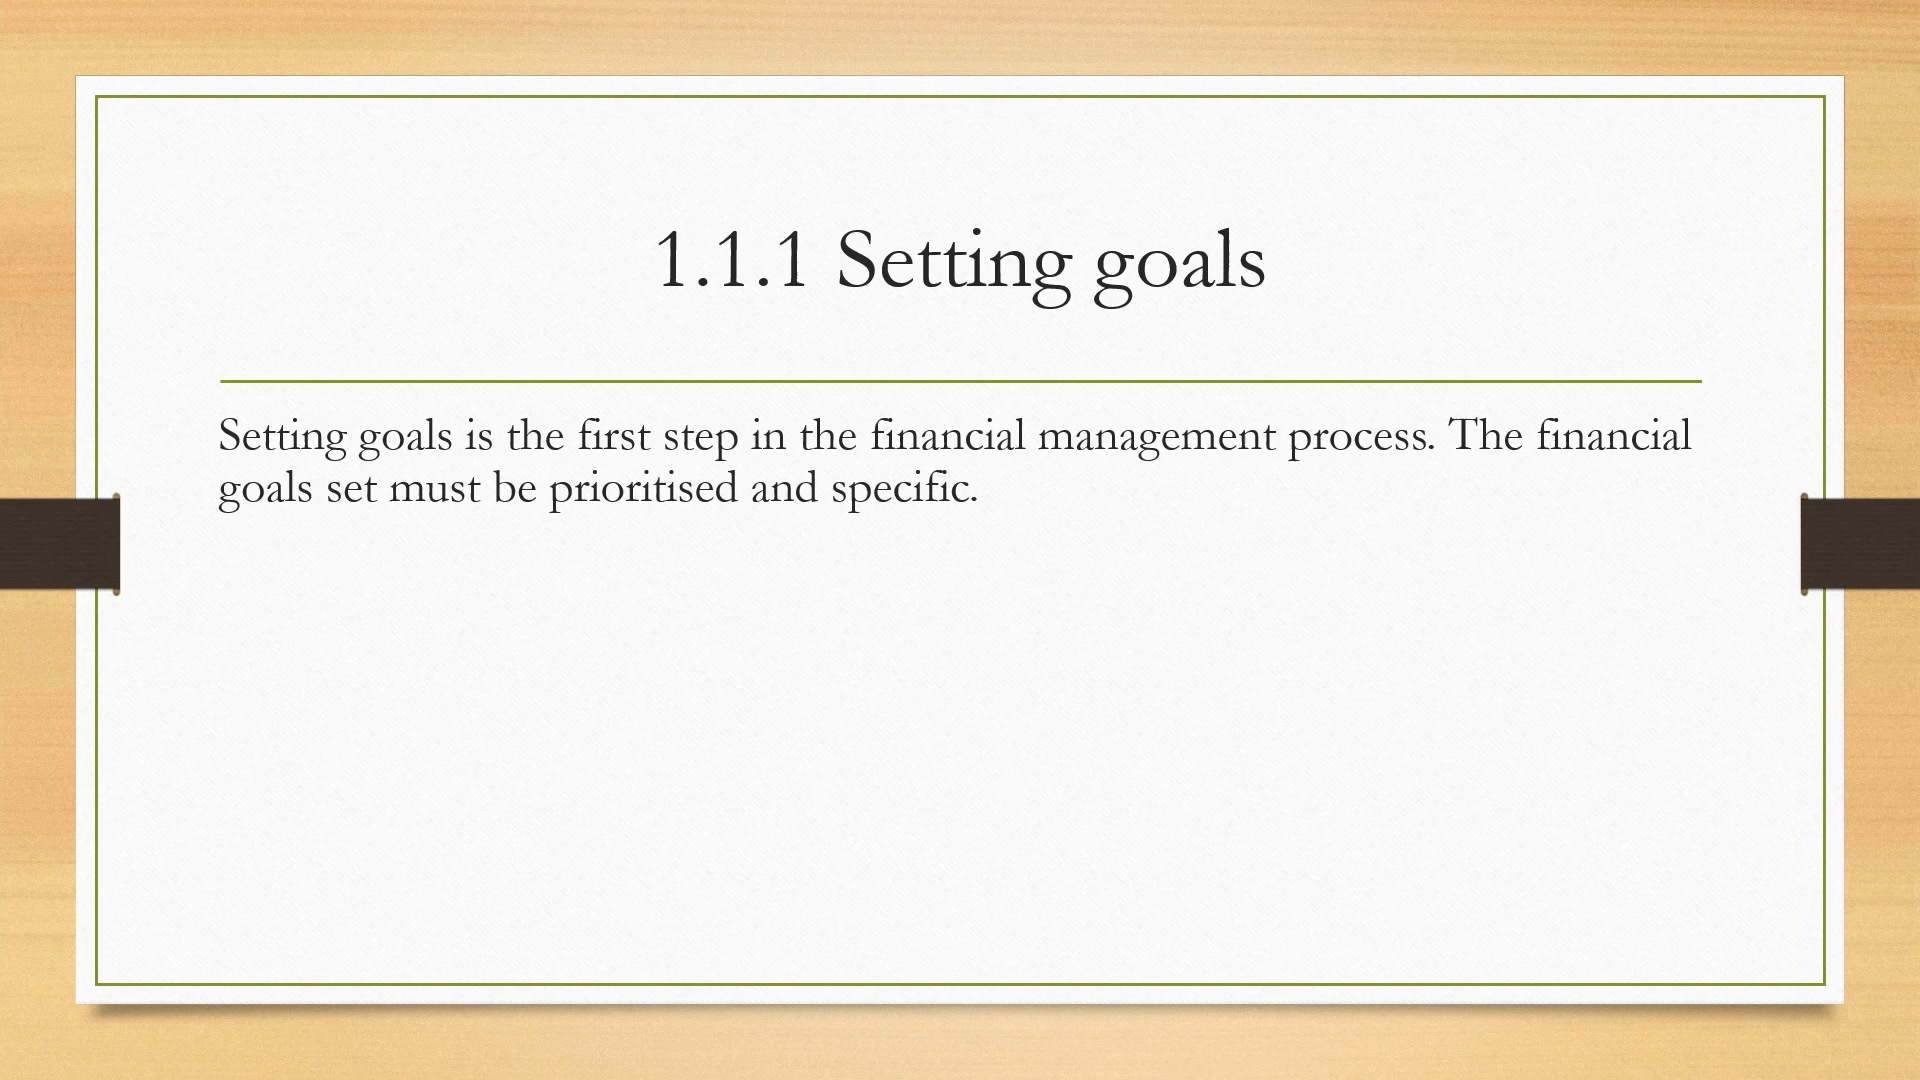 1.1.1 Setting goals
Setting goals is the first step in the financial management process. The financial
goals set must be prioritised and specific.